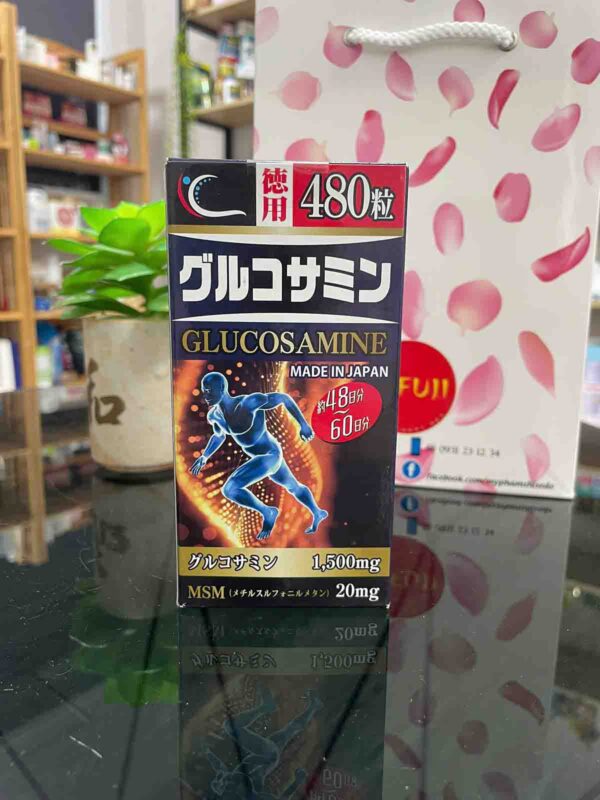 徳用
480粒
グルコサミン
GLUCOSAMINE
MADE IN JAPAN
約48日分
～
60日分
グルコサミン 1,500mg
MSM (メチルスルフォニルメタン) 20mg
FUJI
和